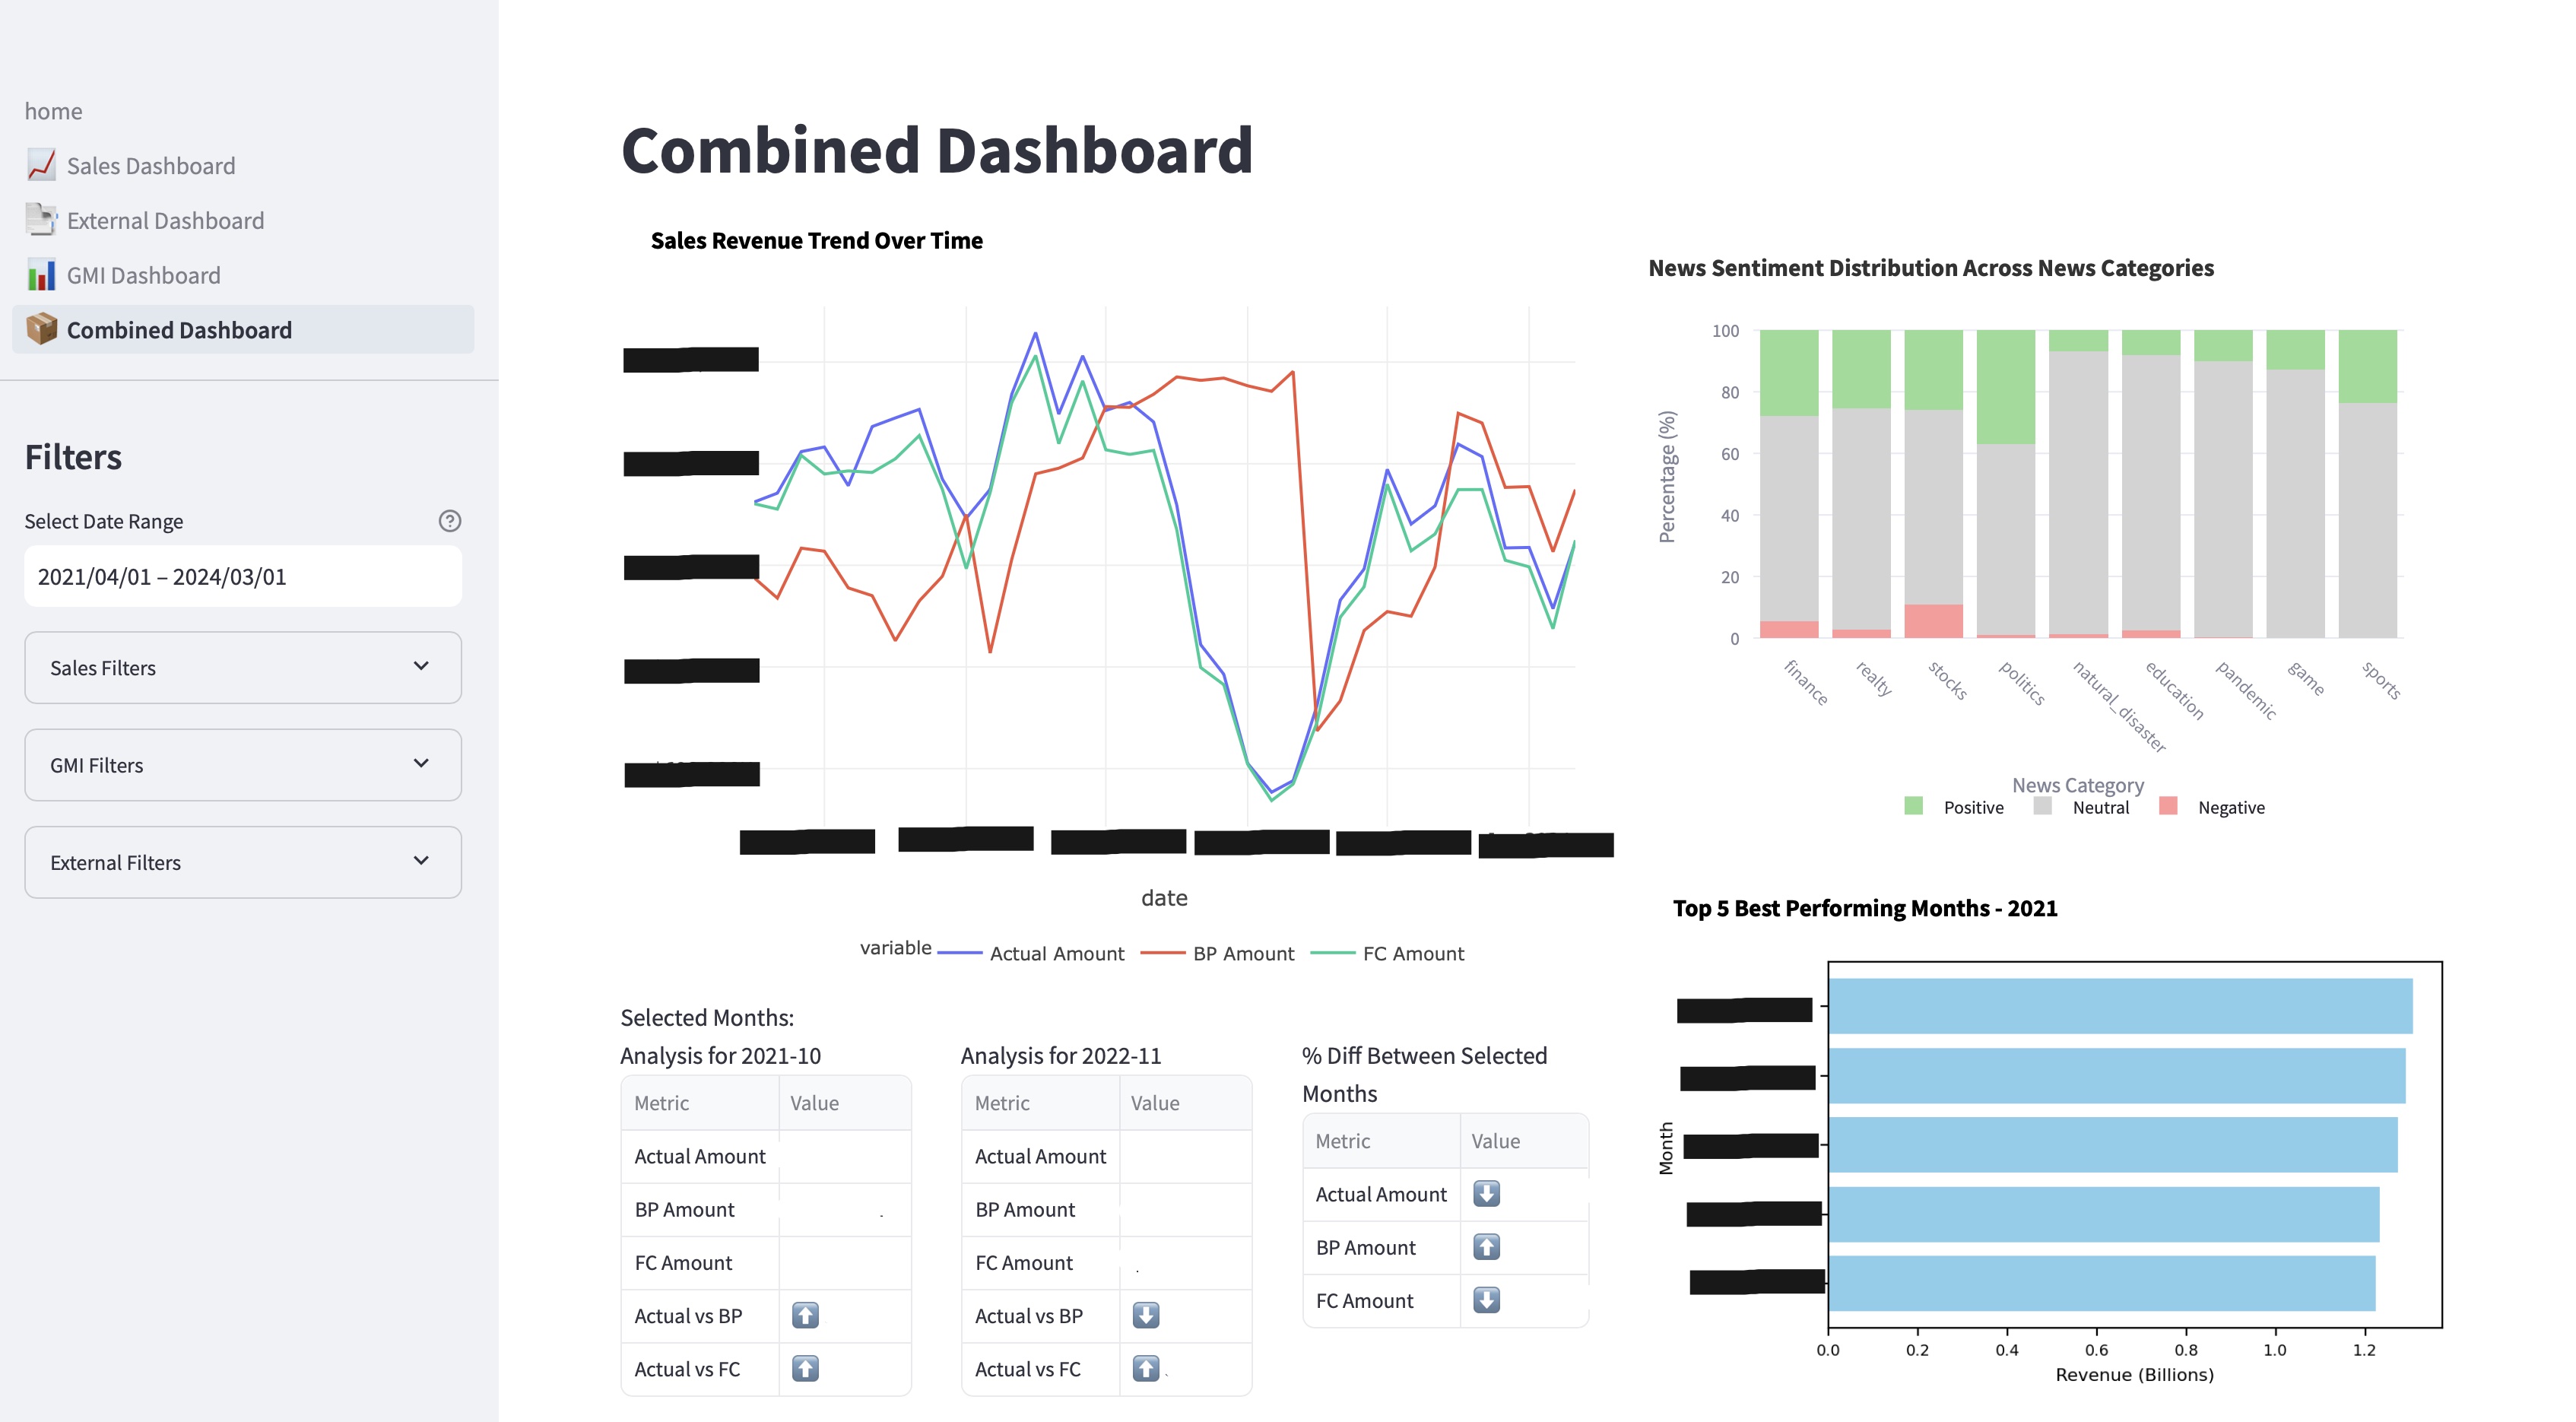 home
Sales Dashboard
External Dashboard
GMI Dashboard
Combined Dashboard
Filters
Select Date Range
2021/04/01 – 2024/03/01
Sales Filters
GMI Filters
External Filters
Combined Dashboard
Sales Revenue Trend Over Time
date
variable Actual Amount BP Amount FC Amount
News Sentiment Distribution Across News Categories
Percentage (%)
100
80
60
40
20
0
finance realty stocks politics natural_disaster education pandemic game sports
News Category
Positive Neutral Negative
Selected Months:
Analysis for 2021-10
Metric Value
Actual Amount
BP Amount
FC Amount
Actual vs BP
Actual vs FC
Analysis for 2022-11
Metric Value
Actual Amount
BP Amount
FC Amount
Actual vs BP
Actual vs FC
% Diff Between Selected
Months
Metric Value
Actual Amount
BP Amount
FC Amount
Top 5 Best Performing Months - 2021
Month
0.0 0.2 0.4 0.6 0.8 1.0 1.2
Revenue (Billions)